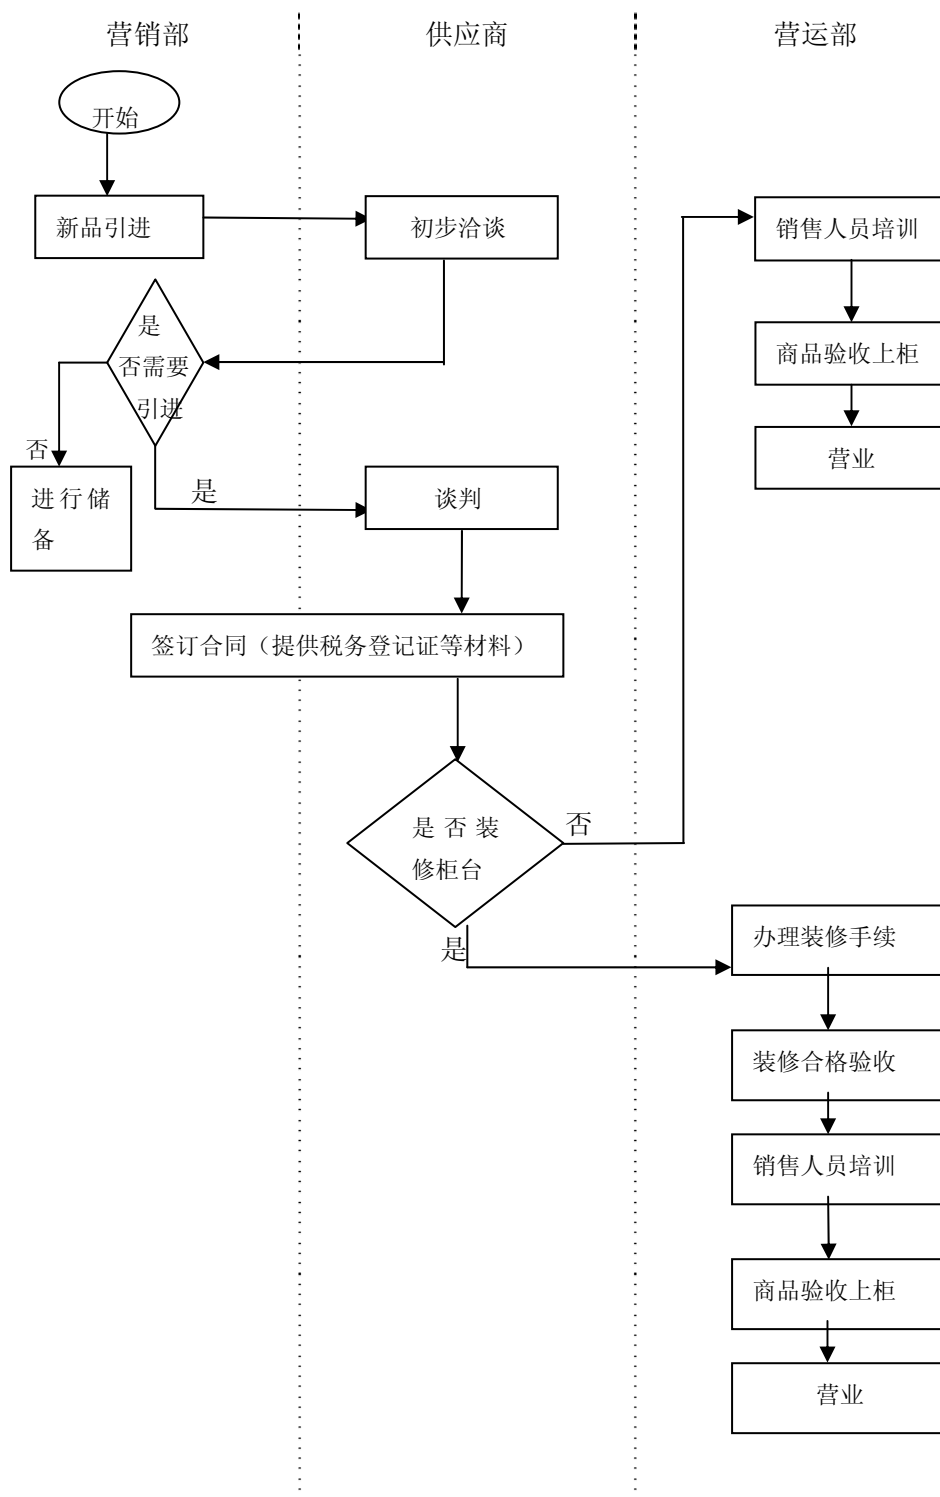 营销部
供应商
营运部
开始
新品引进
初步洽谈
销售人员培训
是
否需要
引进
商品验收上柜
否
营业
进行储
备
是
谈判
签订合同（提供税务登记证等材料）
是否装
修柜台
否
是
办理装修手续
装修合格验收
销售人员培训
商品验收上柜
营业